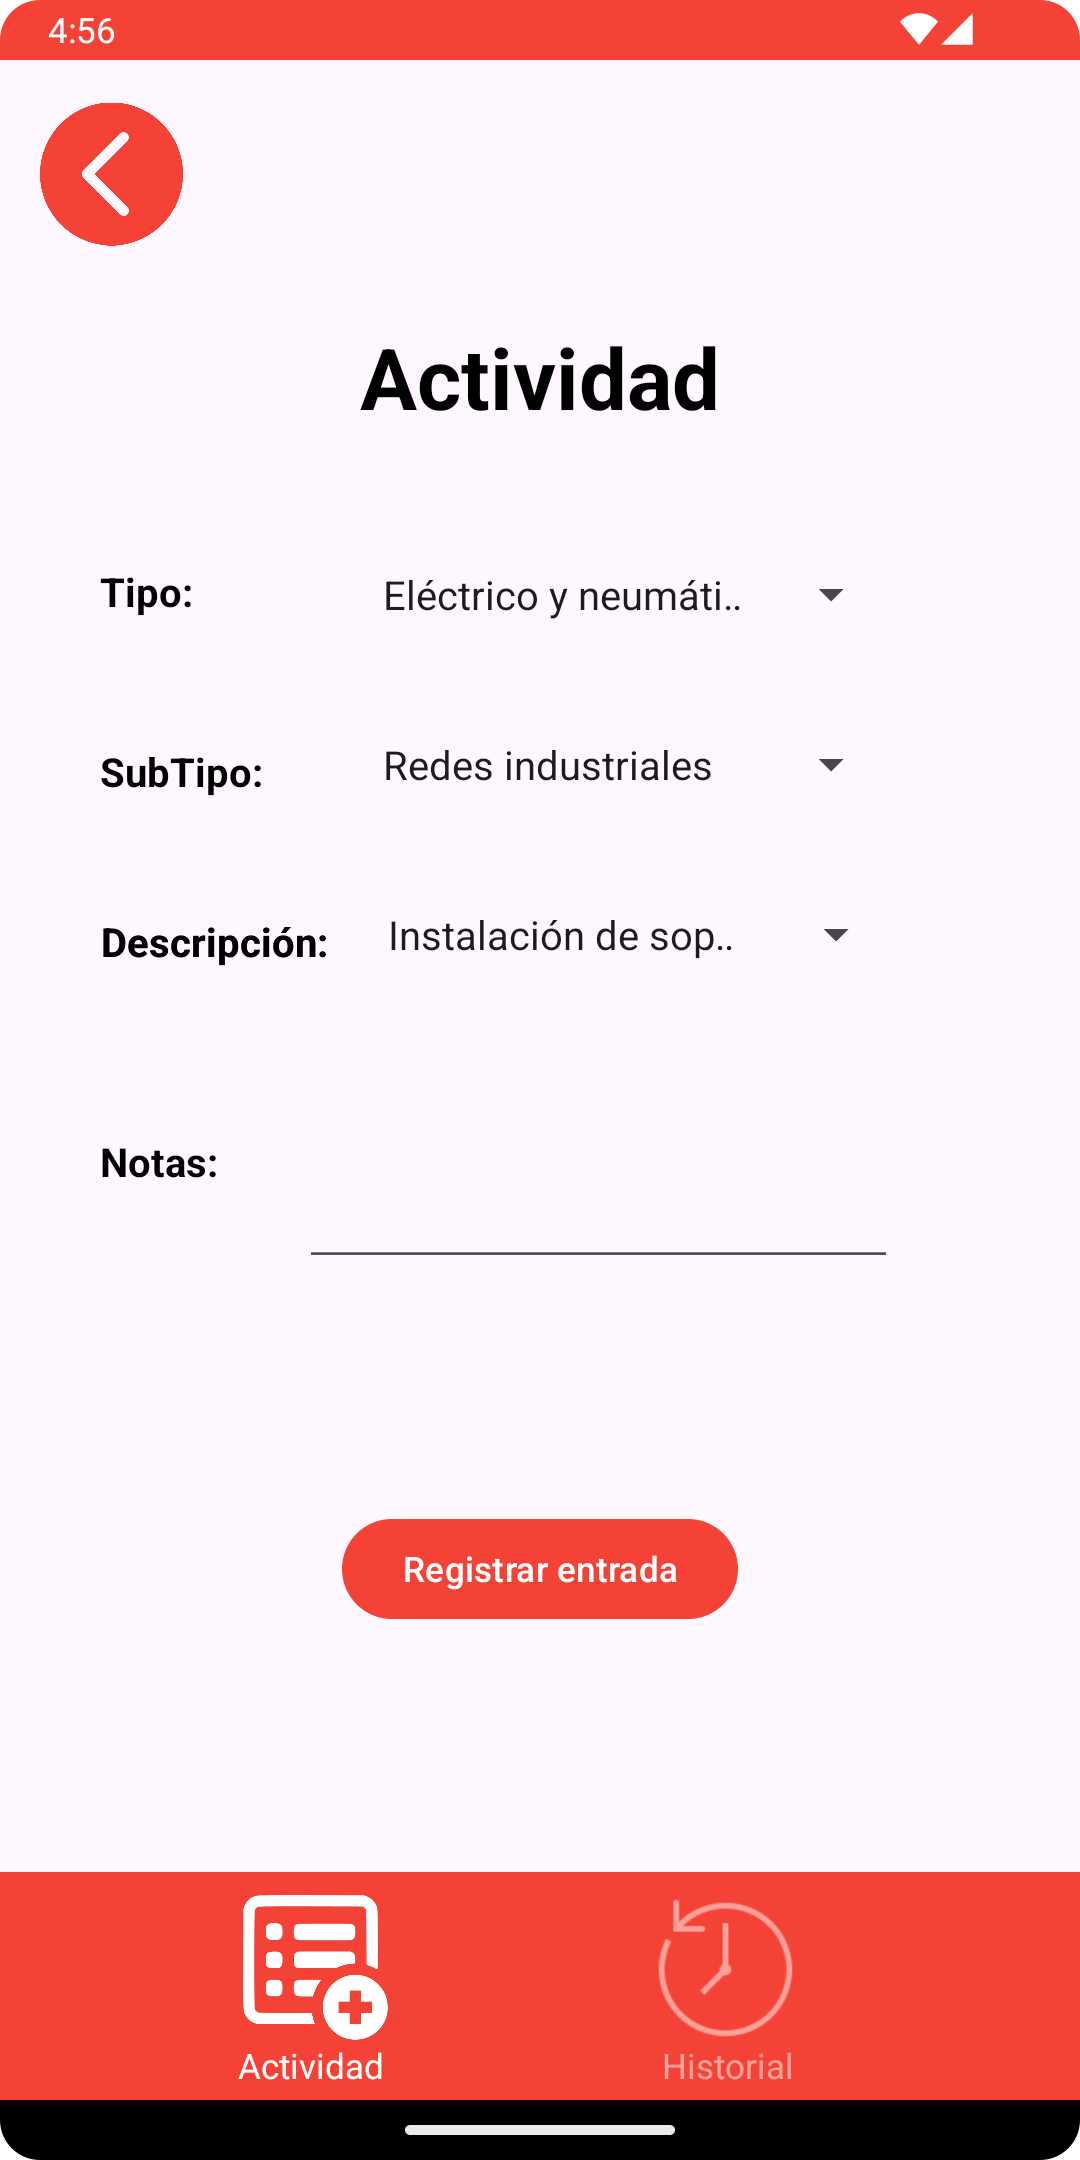 4:56
Actividad
Tipo: Eléctrico y neumáti..
SubTipo: Redes industriales
Descripción: Instalación de sop..
Notas:
Registrar entrada
Actividad Historial